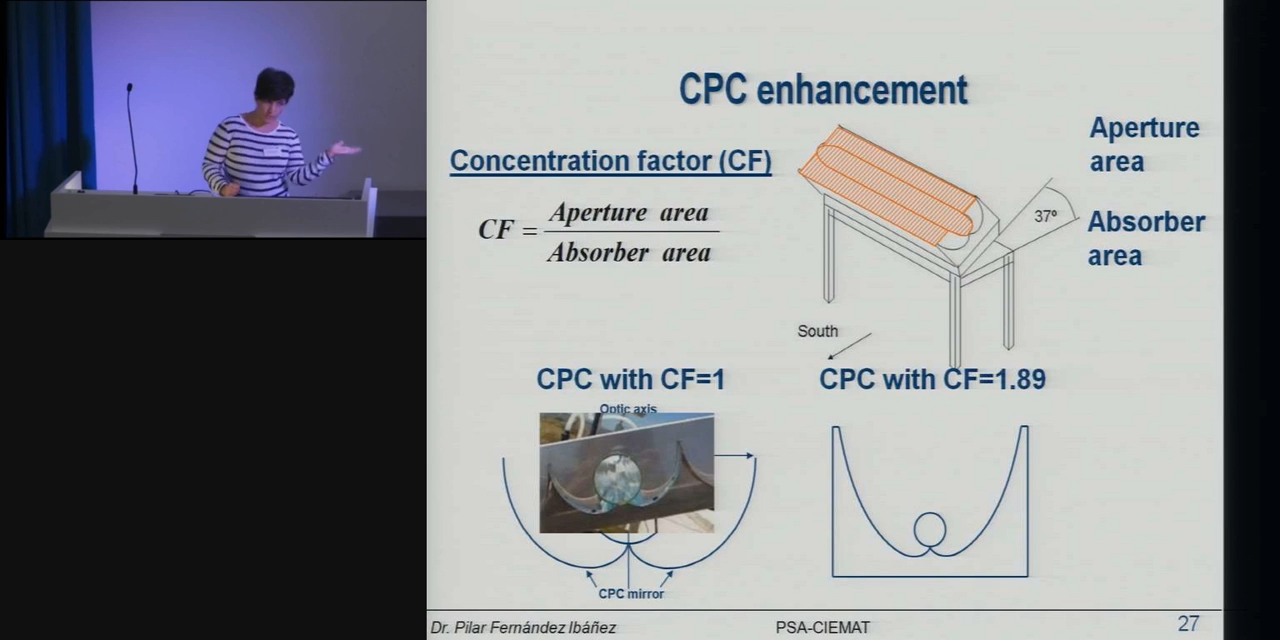 CPC enhancement
Concentration factor (CF)
CF = Aperture area
Absorber area
Aperture
area
37º
Absorber
area
South
CPC with CF=1
CPC with CF=1.89
Optic axis
CPC mirror
Dr. Pilar Fernández Ibáñez
PSA-CIEMAT
27